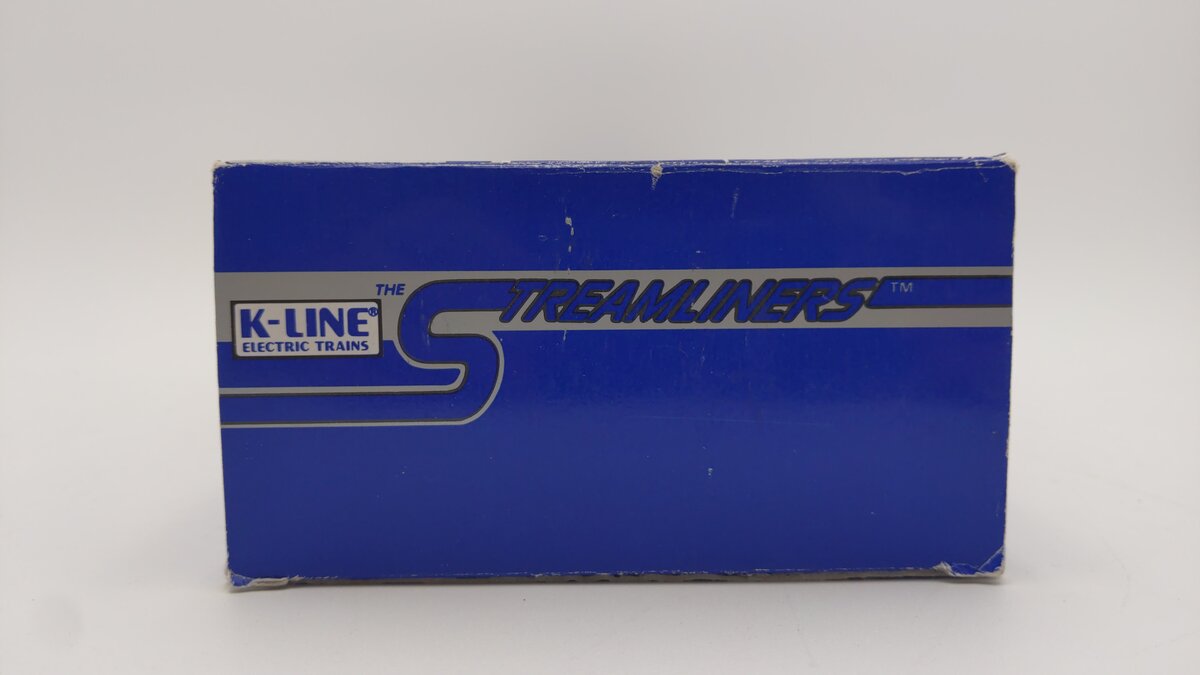 THE STREAMLINERS™
K-LINE®
ELECTRIC TRAINS